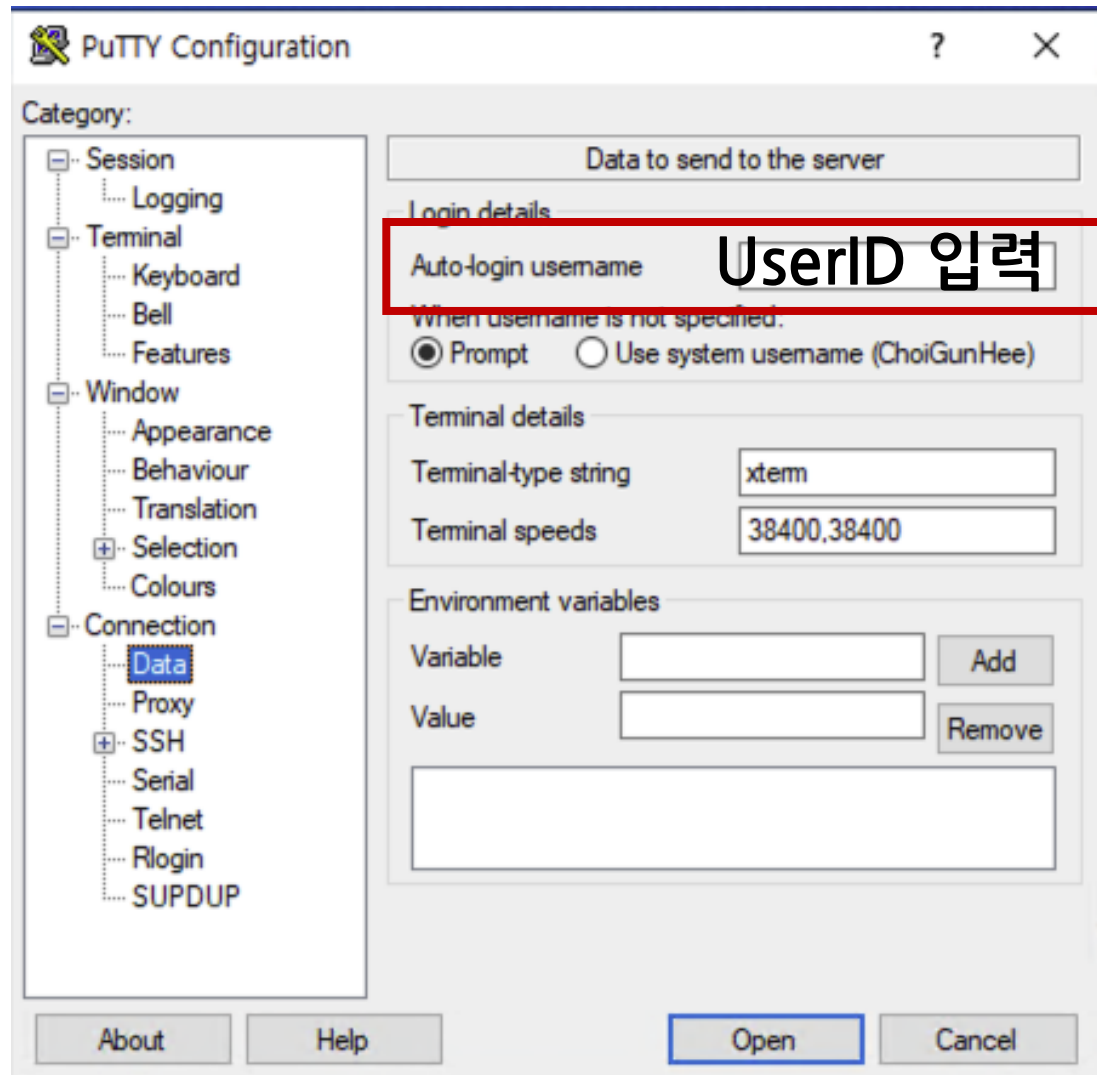 PuTTY Configuration
?
Category:
Session
Logging
Terminal
Keyboard
Bell
Features
Window
Appearance
Behaviour
Translation
Selection
Colours
Connection
Data
Proxy
SSH
Serial
Telnet
Rlogin
SUPDUP
Data to send to the server
Login details
Auto-login username
UserID 입력
When username is not specified:
Prompt Use system username (ChoiGunHee)
Terminal details
Terminal-type string xterm
Terminal speeds 38400,38400
Environment variables
Variable Add
Value Remove
About Help Open Cancel